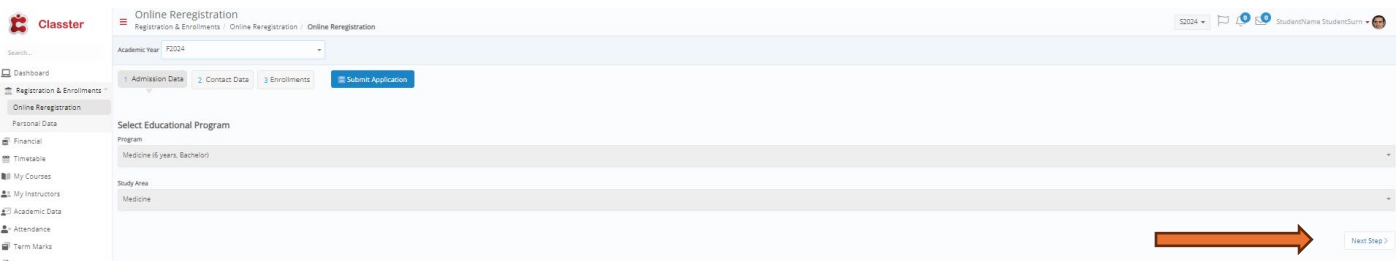 Classter
Search...
Dashboard
Registration & Enrollments
Online Reregistration
Personal Data
Financial
Timetable
My Courses
My Instructors
Academic Data
Attendance
Term Marks
Online Reregistration
Registration & Enrollments / Online Reregistration / Online Reregistration
S2024
0
0
StudentName StudentSurn
Academic Year F2024
1 Admission Data
2 Contact Data
3 Enrollments
Submit Application
Select Educational Program
Program
Medicine (6 years, Bachelor)
Study Area
Medicine
Next Step >